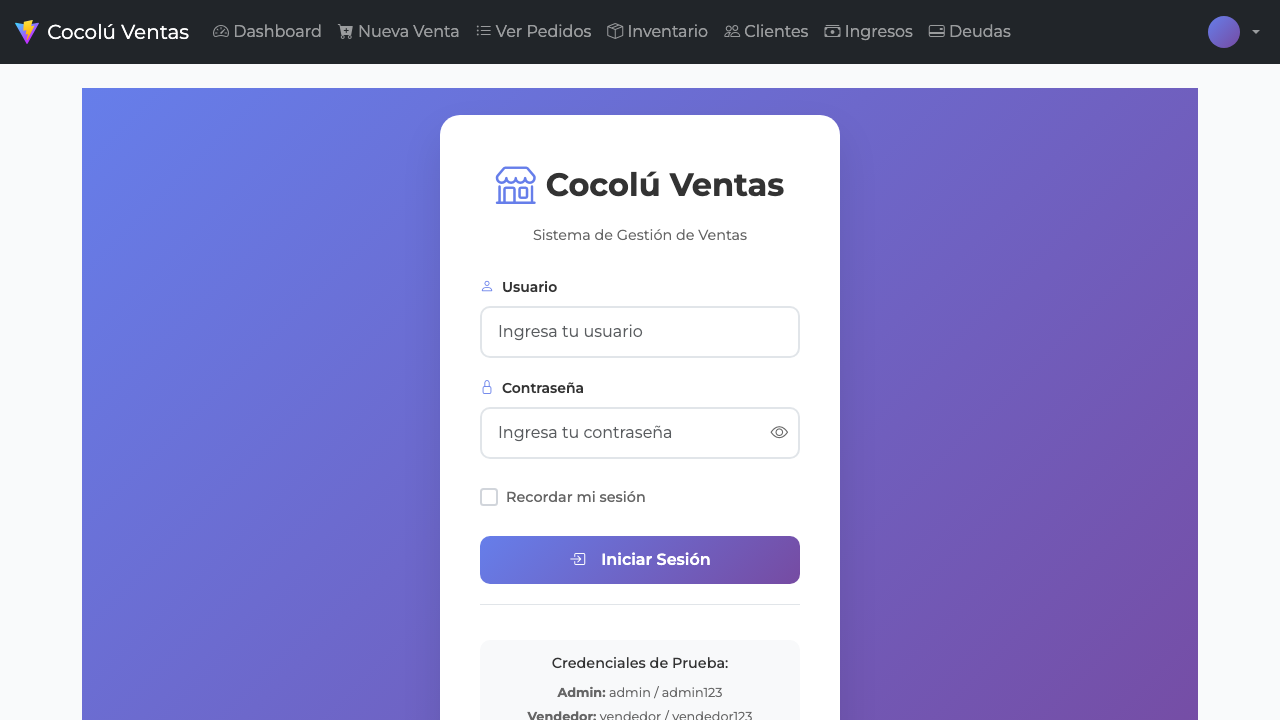 Cocolú Ventas Dashboard Nueva Venta Ver Pedidos Inventario Clientes Ingresos Deudas
Cocolú Ventas
Sistema de Gestión de Ventas
Usuario
Ingresa tu usuario
Contraseña
Ingresa tu contraseña
Recordar mi sesión
Iniciar Sesión
Credenciales de Prueba:
Admin: admin / admin123
Vendedor: vendedor / vendedor123